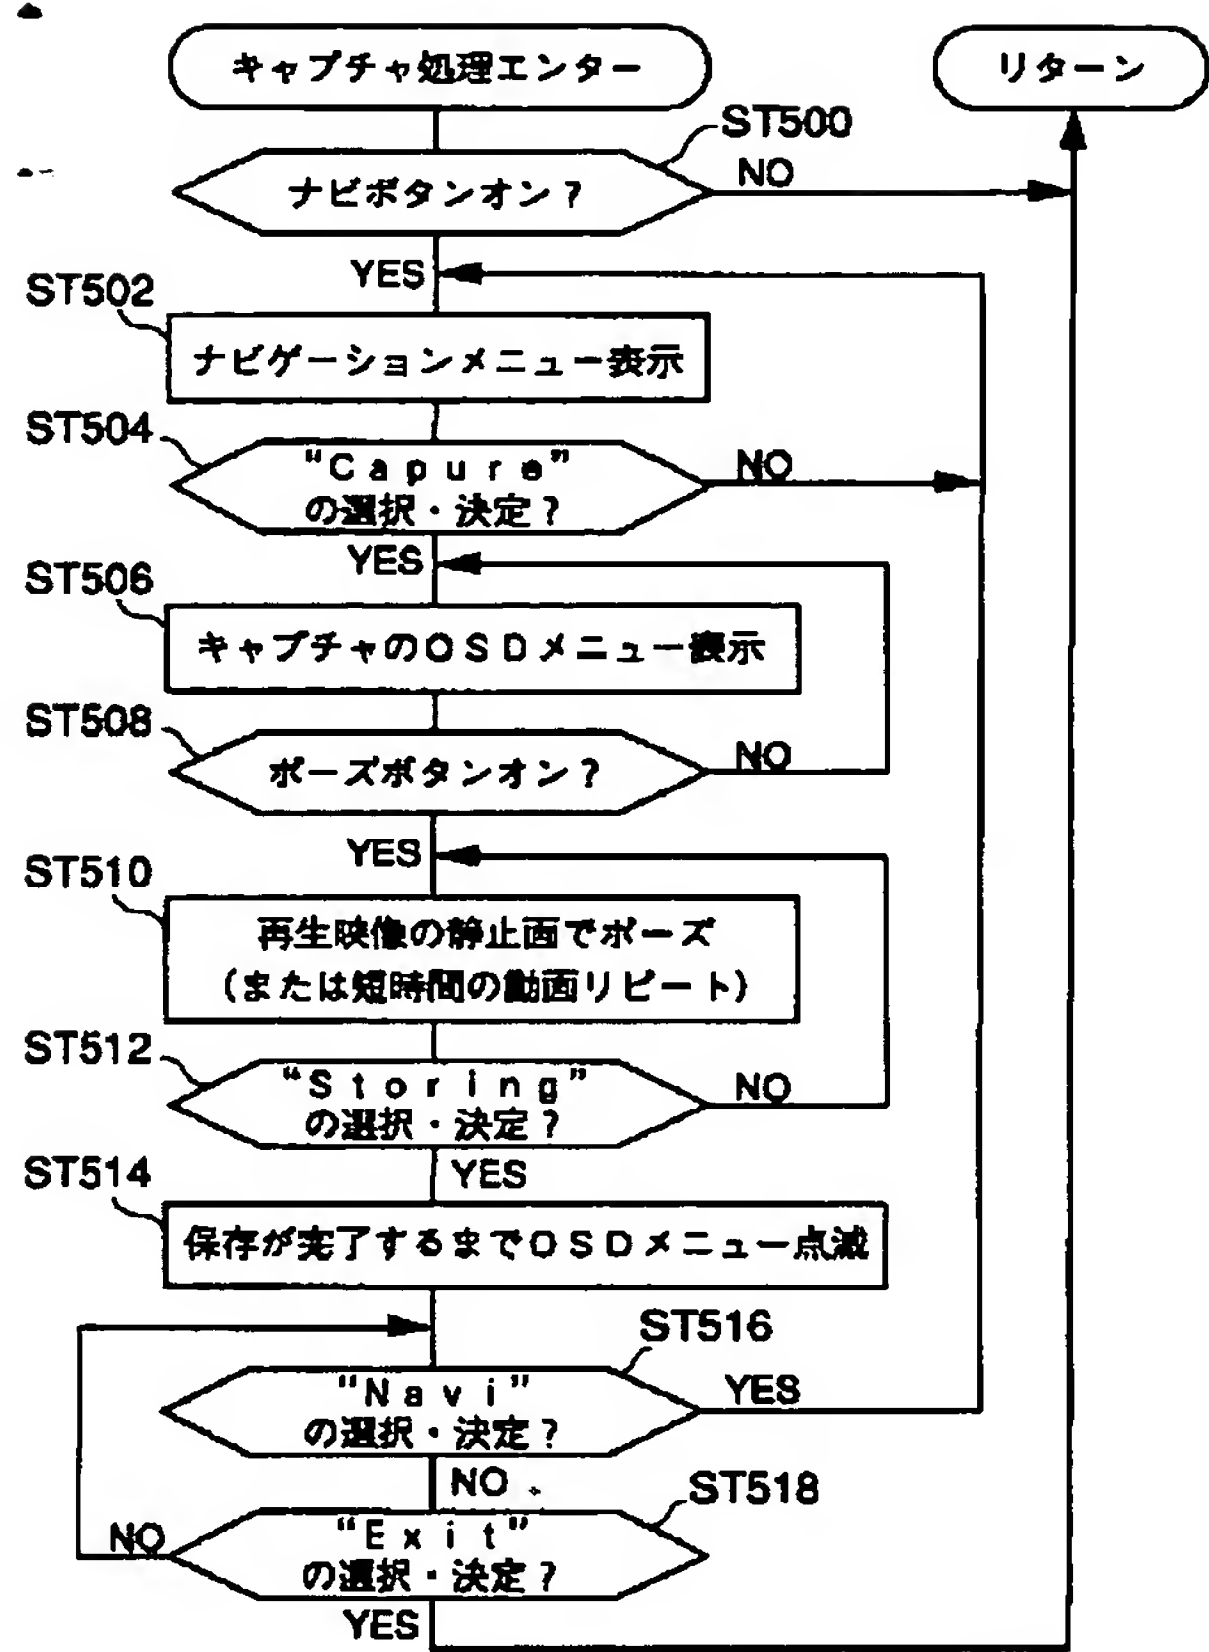 キャプチャ処理エンター
リターン
ST500
ナビボタンオン？
NO
YES
ST502
ナビゲーションメニュー表示
ST504
“Capure”
の選択・決定？
NO
YES
ST506
キャプチャのOSDメニュー表示
ST508
ポーズボタンオン？
NO
YES
ST510
再生映像の静止画でポーズ
（または短時間の動画リピート）
ST512
“Storing”
の選択・決定？
NO
YES
ST514
保存が完了するまでOSDメニュー点滅
ST516
“Navi”
の選択・決定？
YES
NO
ST518
“Exit”
の選択・決定？
NO
YES